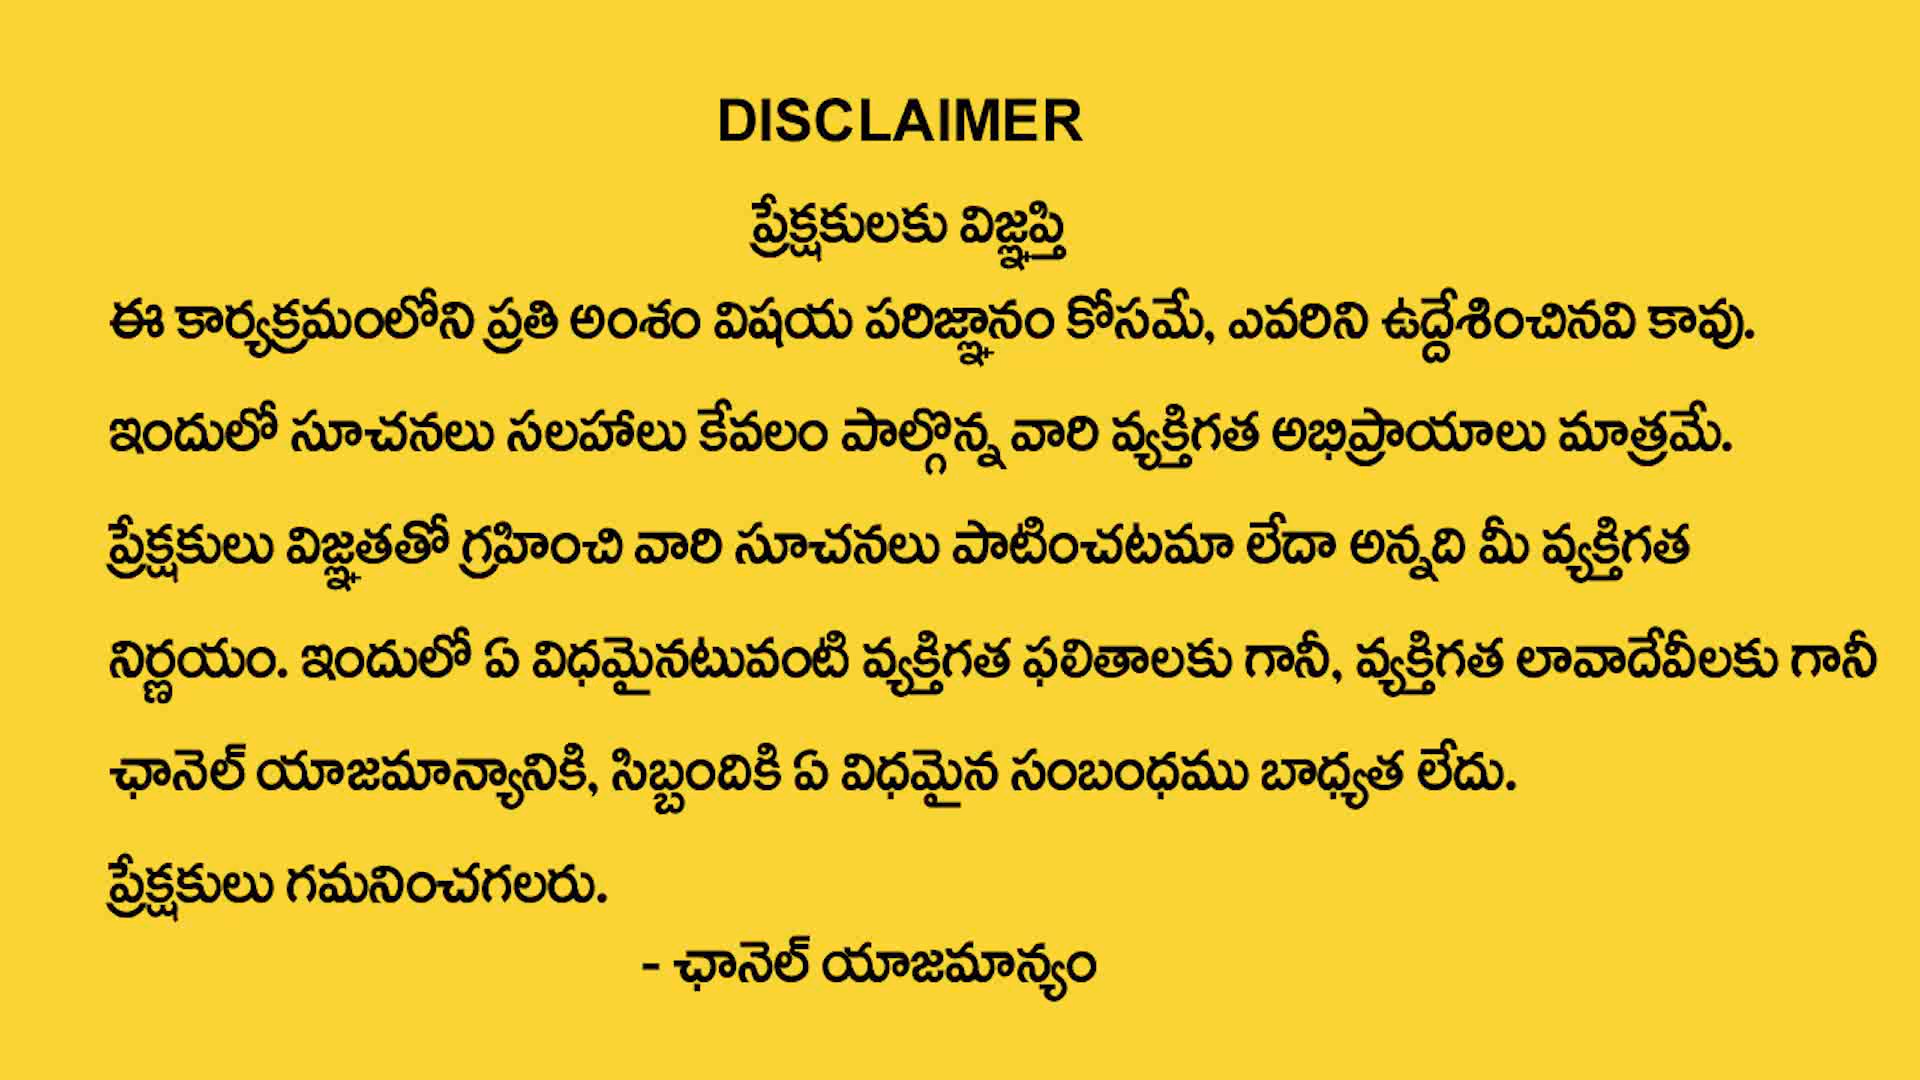 DISCLAIMER
ప్రేక్షకులకు విజ్ఞప్తి
ఈ కార్యక్రమంలోని ప్రతి అంశం విషయ పరిజ్ఞానం కోసమే, ఎవరిని ఉద్దేశించినవి కావు.
ఇందులో సూచనలు సలహాలు కేవలం పాల్గొన్న వారి వ్యక్తిగత అభిప్రాయాలు మాత్రమే.
ప్రేక్షకులు విజ్ఞతతో గ్రహించి వారి సూచనలు పాటించటమా లేదా అన్నది మీ వ్యక్తిగత
నిర్ణయం. ఇందులో ఏ విధమైనటువంటి వ్యక్తిగత ఫలితాలకు గానీ, వ్యక్తిగత లావాదేవీలకు గానీ
ఛానెల్ యాజమాన్యానికి, సిబ్బందికి ఏ విధమైన సంబంధము బాధ్యత లేదు.
ప్రేక్షకులు గమనించగలరు.
- ఛానెల్ యాజమాన్యం